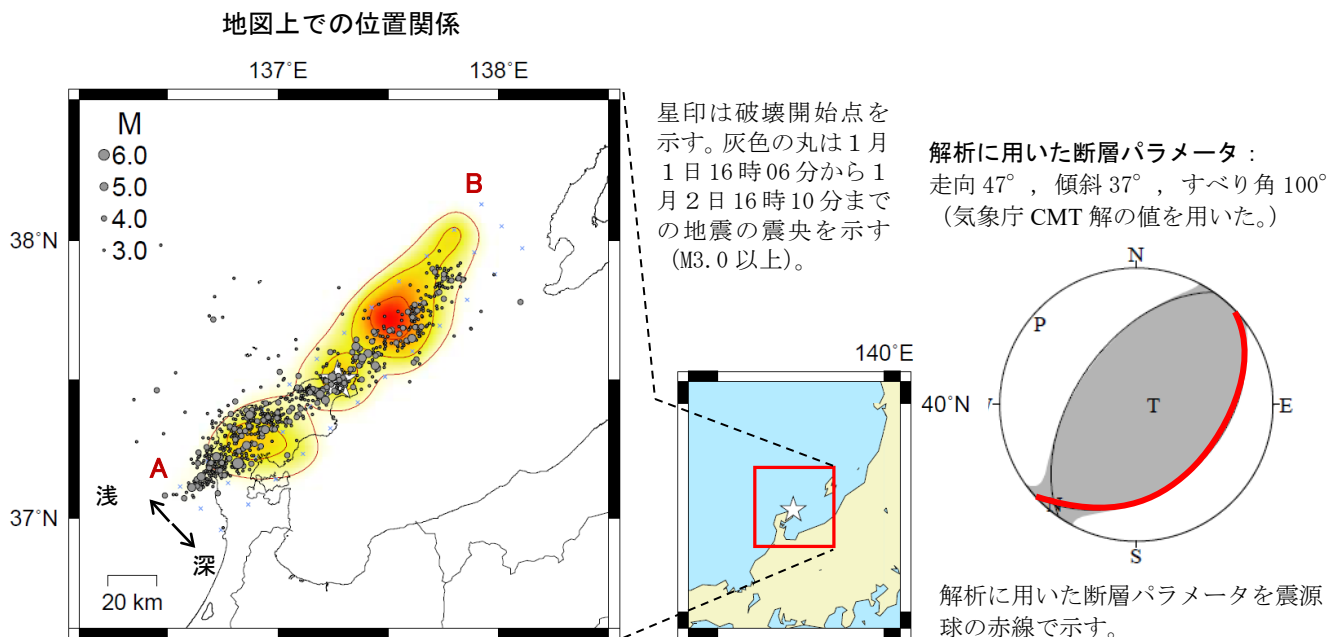 地図上での位置関係
137°E
138°E
M
6.0
5.0
4.0
3.0
38°N
37°N
A
B
浅
深
20 km
星印は破壊開始点を
示す。灰色の丸は１月
１日16時06分から１
月２日16時10分まで
の地震の震央を示す
（M3.0以上）。
140°E
40°N
解析に用いた断層パラメータ：
走向47°，傾斜37°，すべり角100°
（気象庁CMT解の値を用いた。）
N
P
T
E
N
S
解析に用いた断層パラメータを震源
球の赤線で示す。